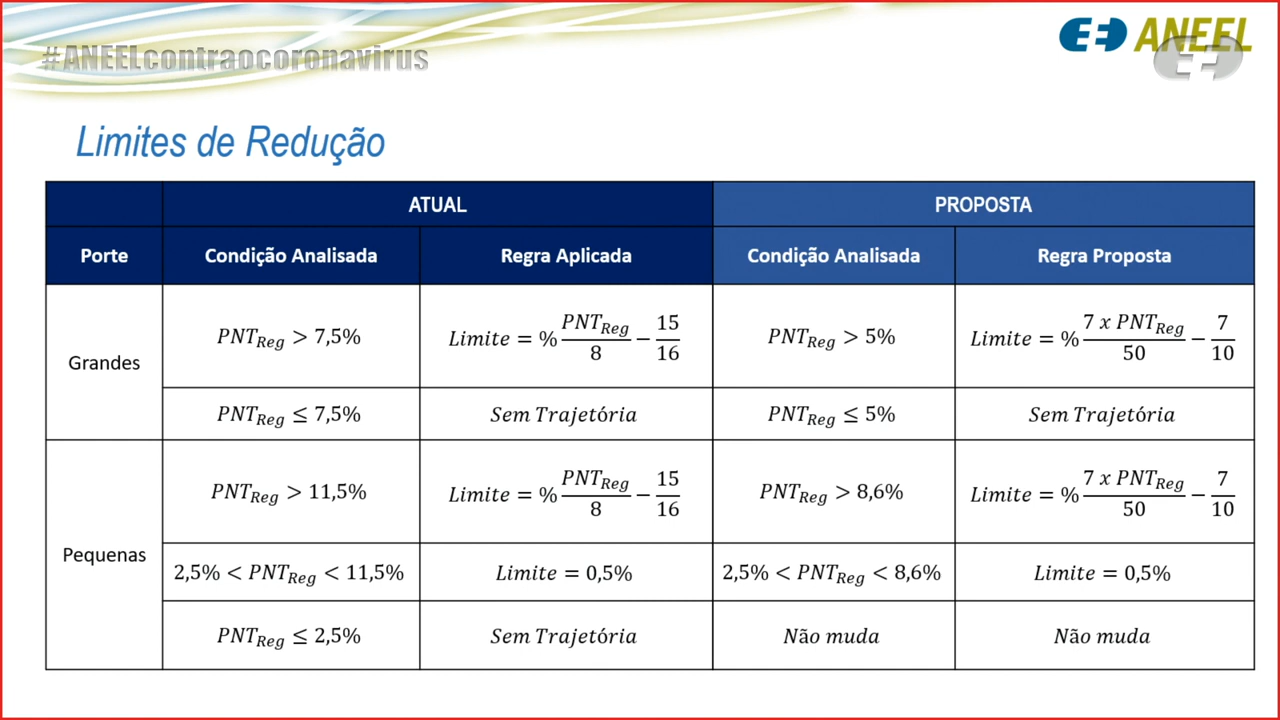 #ANEELcontraocoronavirus
ANEEL
Limites de Redução
ATUAL PROPOSTA
Porte Condição Analisada Regra Aplicada Condição Analisada Regra Proposta
Grandes
PNT_Reg > 7,5% Limite = % PNT_Reg/8 − 15/16 PNT_Reg > 5% Limite = % 7 x PNT_Reg/50 − 7/10
PNT_Reg ≤ 7,5% Sem Trajetória PNT_Reg ≤ 5% Sem Trajetória
Pequenas
PNT_Reg > 11,5% Limite = % PNT_Reg/8 − 15/16 PNT_Reg > 8,6% Limite = % 7 x PNT_Reg/50 − 7/10
2,5% < PNT_Reg < 11,5% Limite = 0,5% 2,5% < PNT_Reg < 8,6% Limite = 0,5%
PNT_Reg ≤ 2,5% Sem Trajetória Não muda Não muda